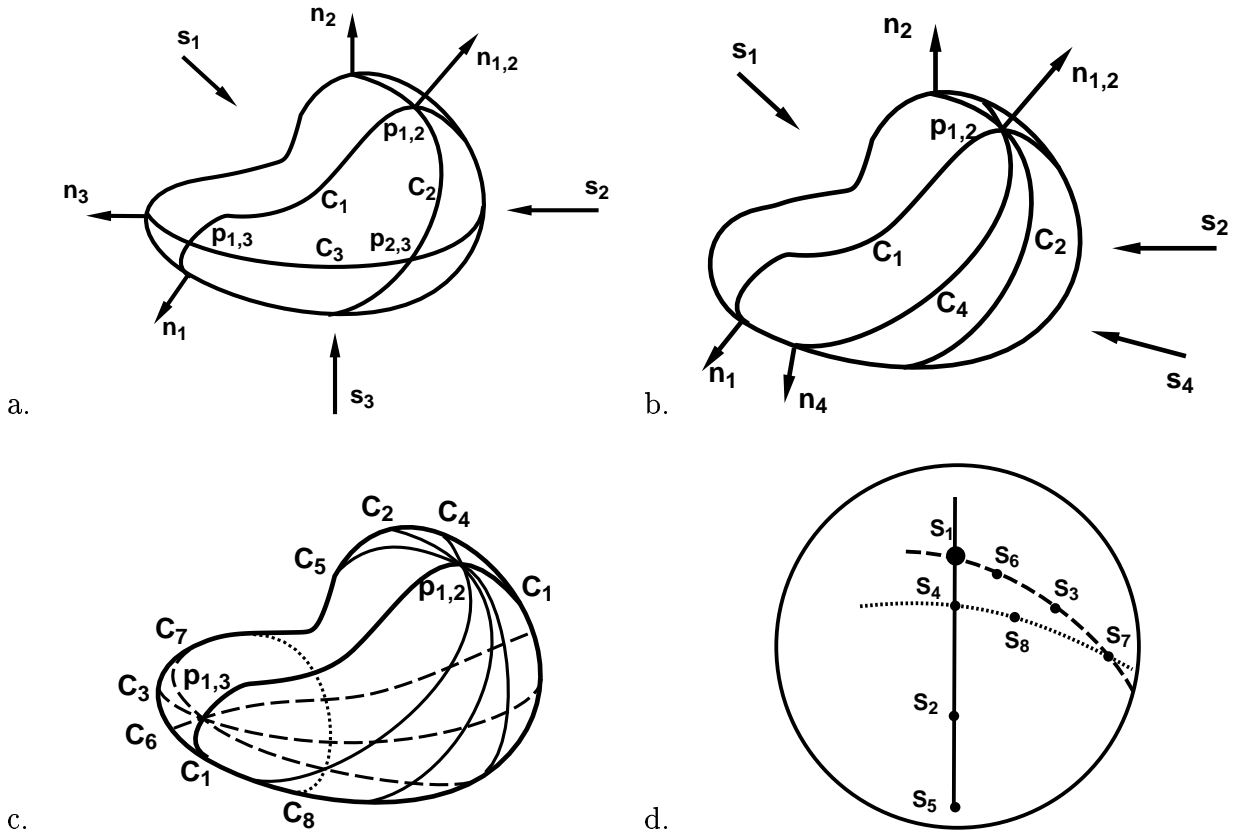 n2
s1
n1,2
p1,2
n3
C2
s2
C1
p1,3
C3
p2,3
n1
s3
a.
n2
s1
n1,2
p1,2
s2
C1
C2
C4
n1
s4
n4
b.
C2
C4
C5
p1,2
C1
C7
p1,3
C3
C6
C1
C8
c.
S1
S6
S4
S3
S8
S7
S2
S5
d.